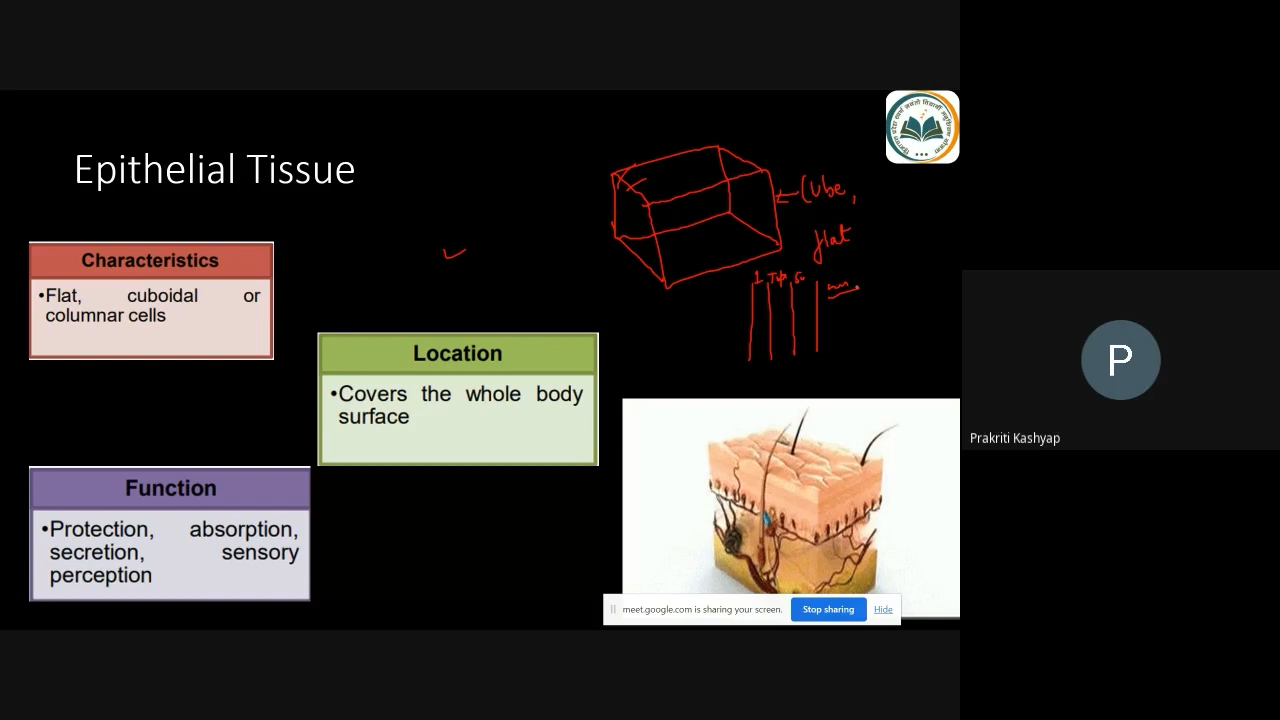 Epithelial Tissue
Cube,
flat
Characteristics
•Flat, cuboidal or
columnar cells
Location
•Covers the whole body
surface
Function
•Protection, absorption,
secretion, sensory
perception
meet.google.com is sharing your screen.
Stop sharing
Hide
P
Prakriti Kashyap